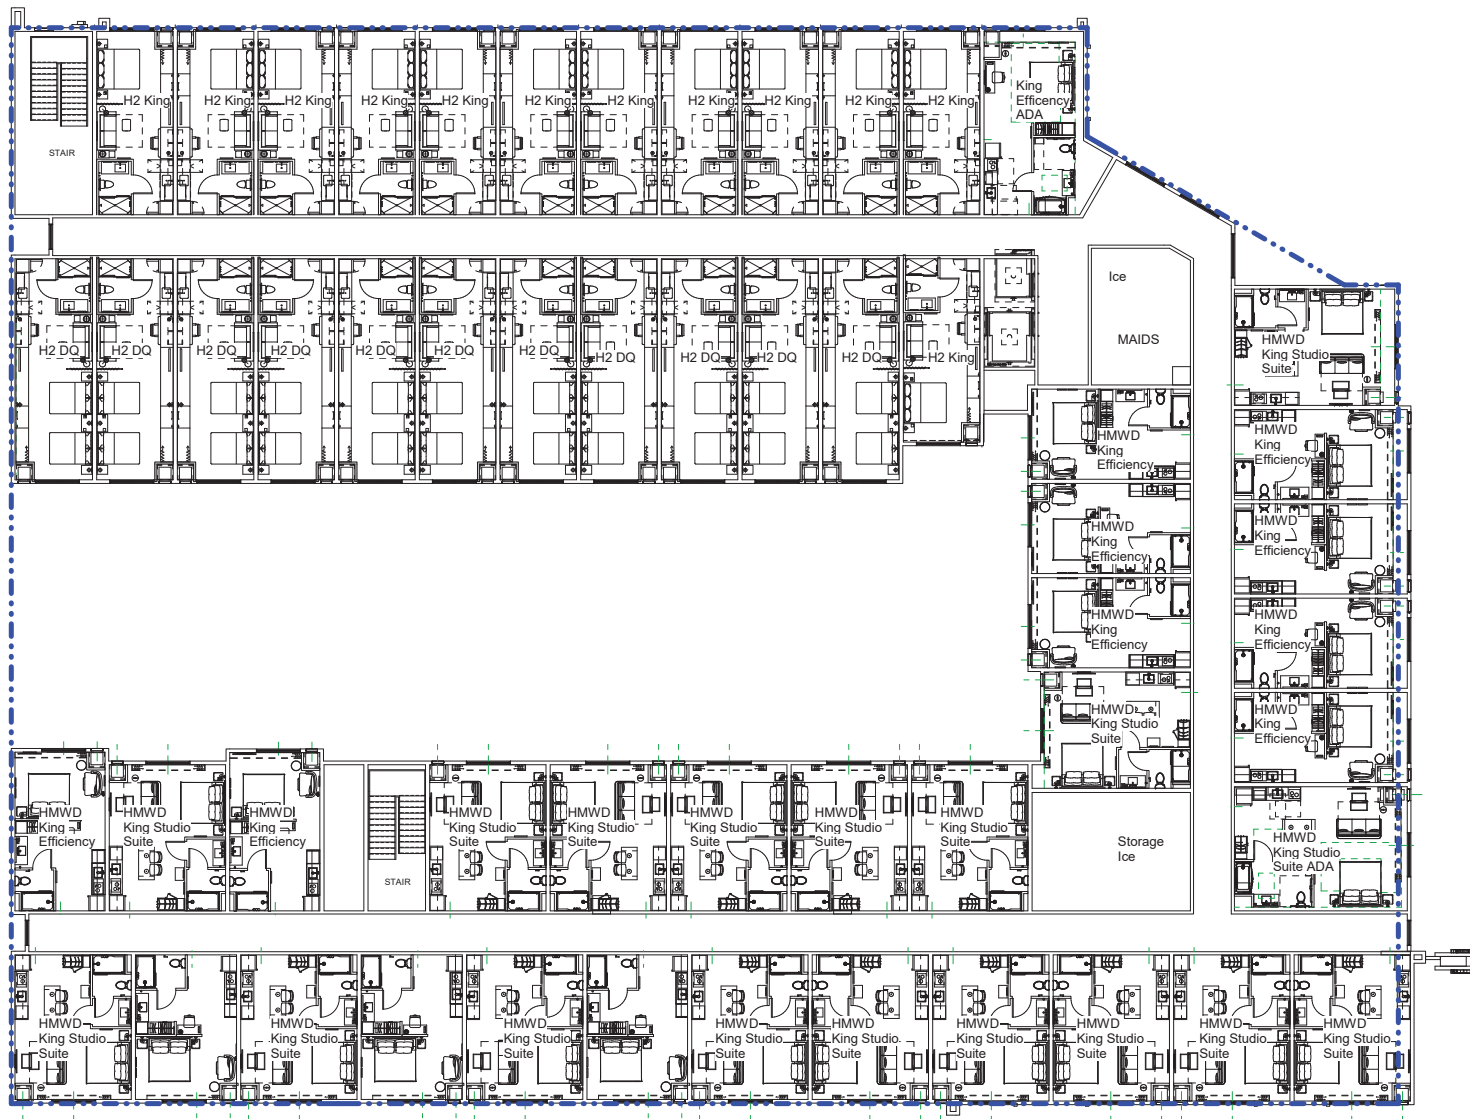 H2 King
H2 King
H2 King
H2 King
H2 King
H2 King
H2 King
H2 King
H2 King
H2 King
H2 King
King
Efficency
ADA
STAIR
Ice
MAIDS
H2 DQ
H2 DQ
H2 DQ
H2 DQ
H2 DQ
H2 DQ
H2 DQ
H2 DQ
H2 DQ
H2 DQ
H2 DQ
H2 King
HMWD
King Studio
Suite
HMWD
King
Efficiency
HMWD
King
Efficiency
HMWD
King
Efficiency
HMWD
King
Efficiency
HMWD
King
Efficiency
HMWD
King
Efficiency
HMWD
King
Efficiency
HMWD
King Studio
Suite
HMWD
King
Efficiency
HMWD
King Studio
Suite
HMWD
King
Efficiency
STAIR
HMWD
King Studio
Suite
HMWD
King Studio
Suite
HMWD
King Studio
Suite
HMWD
King Studio
Suite
HMWD
King Studio
Suite
Storage
Ice
HMWD
King Studio
Suite ADA
HMWD
King Studio
Suite
HMWD
King Studio
Suite
HMWD
King Studio
Suite
HMWD
King Studio
Suite
HMWD
King Studio
Suite
HMWD
King Studio
Suite
HMWD
King Studio
Suite
HMWD
King Studio
Suite
HMWD
King Studio
Suite